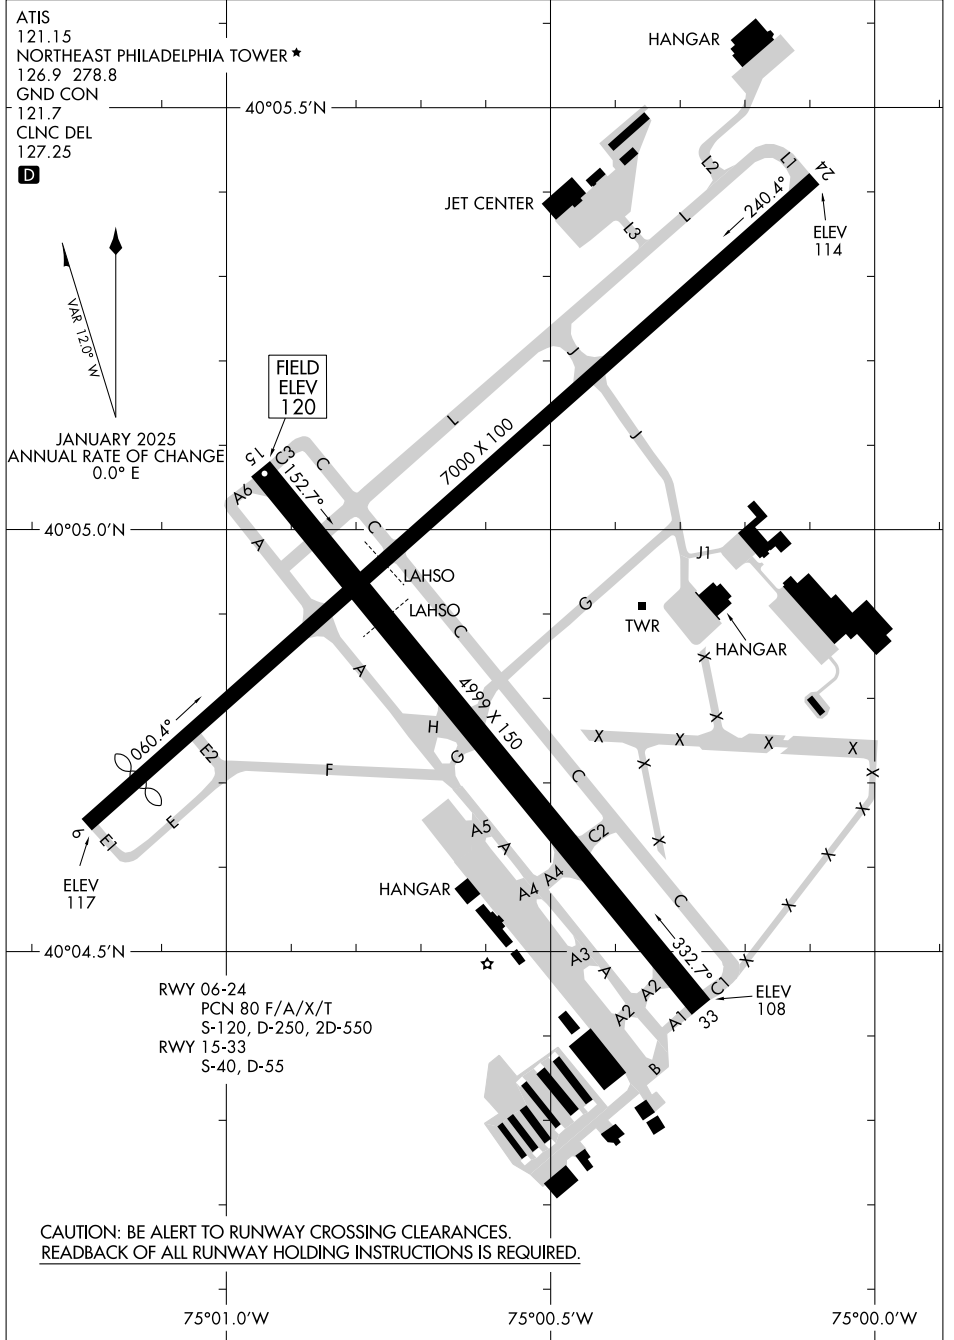 ATIS
121.15
NORTHEAST PHILADELPHIA TOWER ★
126.9 278.8
GND CON
121.7
CLNC DEL
127.25
D
HANGAR
40°05.5'N
JET CENTER
L1
L2
L3
L
24
240.4°
ELEV
114
VAR 12.0° W
JANUARY 2025
ANNUAL RATE OF CHANGE
0.0° E
FIELD
ELEV
120
J
J
L
7000 X 100
15
C3
C
152.7°
A6
A
C
40°05.0'N
LAHSO
LAHSO
J1
G
TWR
HANGAR
C
A
4999 X 150
H
G
060.4°
E2
F
E
E1
6
ELEV
117
X
X
X
X
X
X
X
X
X
X
X
X
X
C
C2
A5
A
A4
A4
HANGAR
C
40°04.5'N
A3
A
332.7°
A2
A2
C1
A1
33
ELEV
108
B
RWY 06-24
PCN 80 F/A/X/T
S-120, D-250, 2D-550
RWY 15-33
S-40, D-55
CAUTION: BE ALERT TO RUNWAY CROSSING CLEARANCES.
READBACK OF ALL RUNWAY HOLDING INSTRUCTIONS IS REQUIRED.
75°01.0'W
75°00.5'W
75°00.0'W